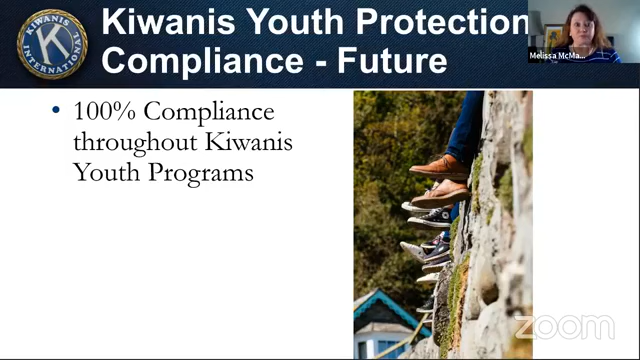 KIWANIS
K
INTERNATIONAL
Kiwanis Youth Protection
Compliance - Future
Melissa McMa...
• 100% Compliance
throughout Kiwanis
Youth Programs
zoom